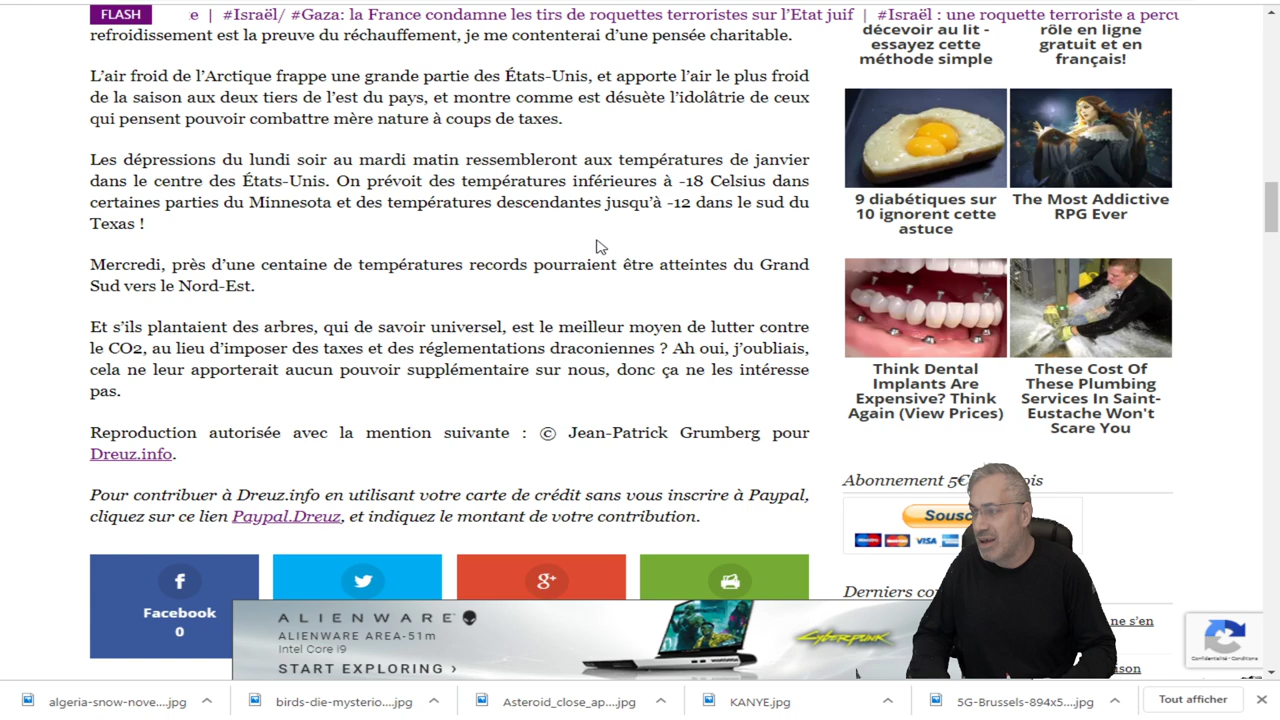 FLASH
e | #Israël/ #Gaza: la France condamne les tirs de roquettes terroristes sur l'Etat juif | #Israël : une roquette terroriste a percu
refroidissement est la preuve du réchauffement, je me contenterai d'une pensée charitable.
L'air froid de l'Arctique frappe une grande partie des États-Unis, et apporte l'air le plus froid
de la saison aux deux tiers de l'est du pays, et montre comme est désuète l'idolâtrie de ceux
qui pensent pouvoir combattre mère nature à coups de taxes.
Les dépressions du lundi soir au mardi matin ressembleront aux températures de janvier
dans le centre des États-Unis. On prévoit des températures inférieures à -18 Celsius dans
certaines parties du Minnesota et des températures descendantes jusqu'à -12 dans le sud du
Texas !
Mercredi, près d'une centaine de températures records pourraient être atteintes du Grand
Sud vers le Nord-Est.
Et s'ils plantaient des arbres, qui de savoir universel, est le meilleur moyen de lutter contre
le CO2, au lieu d'imposer des taxes et des réglementations draconiennes ? Ah oui, j'oubliais,
cela ne leur apporterait aucun pouvoir supplémentaire sur nous, donc ça ne les intéresse
pas.
Reproduction autorisée avec la mention suivante : © Jean-Patrick Grumberg pour
Dreuz.info.
Pour contribuer à Dreuz.info en utilisant votre carte de crédit sans vous inscrire à Paypal,
cliquez sur ce lien Paypal.Dreuz, et indiquez le montant de votre contribution.
Facebook
0
décevoir au lit -
essayez cette
méthode simple
rôle en ligne
gratuit et en
français!
9 diabétiques sur
10 ignorent cette
astuce
The Most Addictive
RPG Ever
Think Dental
Implants Are
Expensive? Think
Again (View Prices)
These Cost Of
These Plumbing
Services In Saint-
Eustache Won't
Scare You
Abonnement 5€ ois
Sousc
VISA
Derniers co
ne s'en
ison
ALIENWARE
ALIENWARE AREA-51m
Intel Core i9
START EXPLORING ›
CYBERPUNK
Confidentialité - Conditions
algeria-snow-nove....jpg
birds-die-mysterio....jpg
Asteroid_close_ap....jpg
KANYE.jpg
5G-Brussels-894x5....jpg
Tout afficher